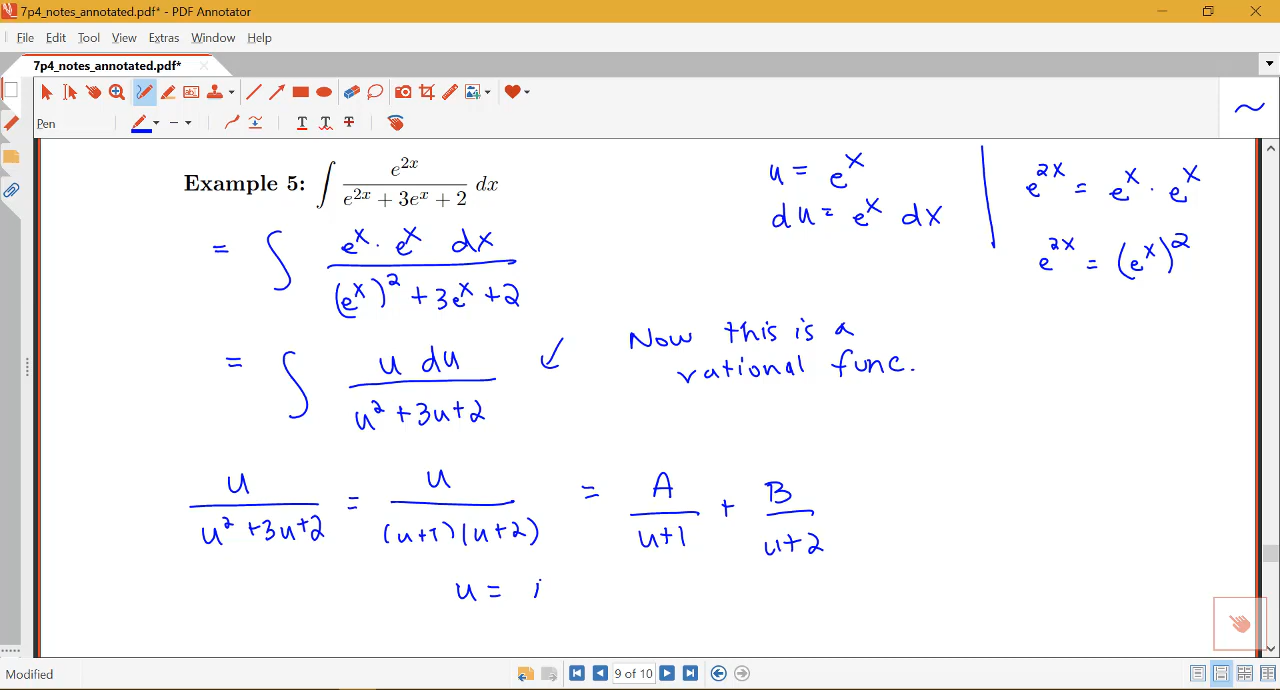 7p4_notes_annotated.pdf* - PDF Annotator
File Edit Tool View Extras Window Help
7p4_notes_annotated.pdf*
Pen
Example 5: ∫ e^{2x} / (e^{2x} + 3e^x + 2) dx
u = e^x
du = e^x dx
e^{2x} = e^x · e^x
e^{2x} = (e^x)^2
= ∫ e^x · e^x dx / ((e^x)^2 + 3e^x + 2)
= ∫ u du / (u^2 + 3u + 2) ✓
Now this is a
rational func.
u / (u^2 + 3u + 2) = u / ((u+1)(u+2)) = A / (u+1) + B / (u+2)
u =
Modified
9 of 10